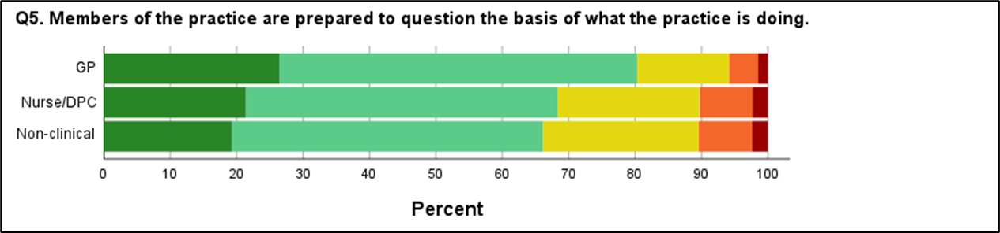 Q5. Members of the practice are prepared to question the basis of what the practice is doing.
GP
Nurse/DPC
Non-clinical
0 10 20 30 40 50 60 70 80 90 100
Percent